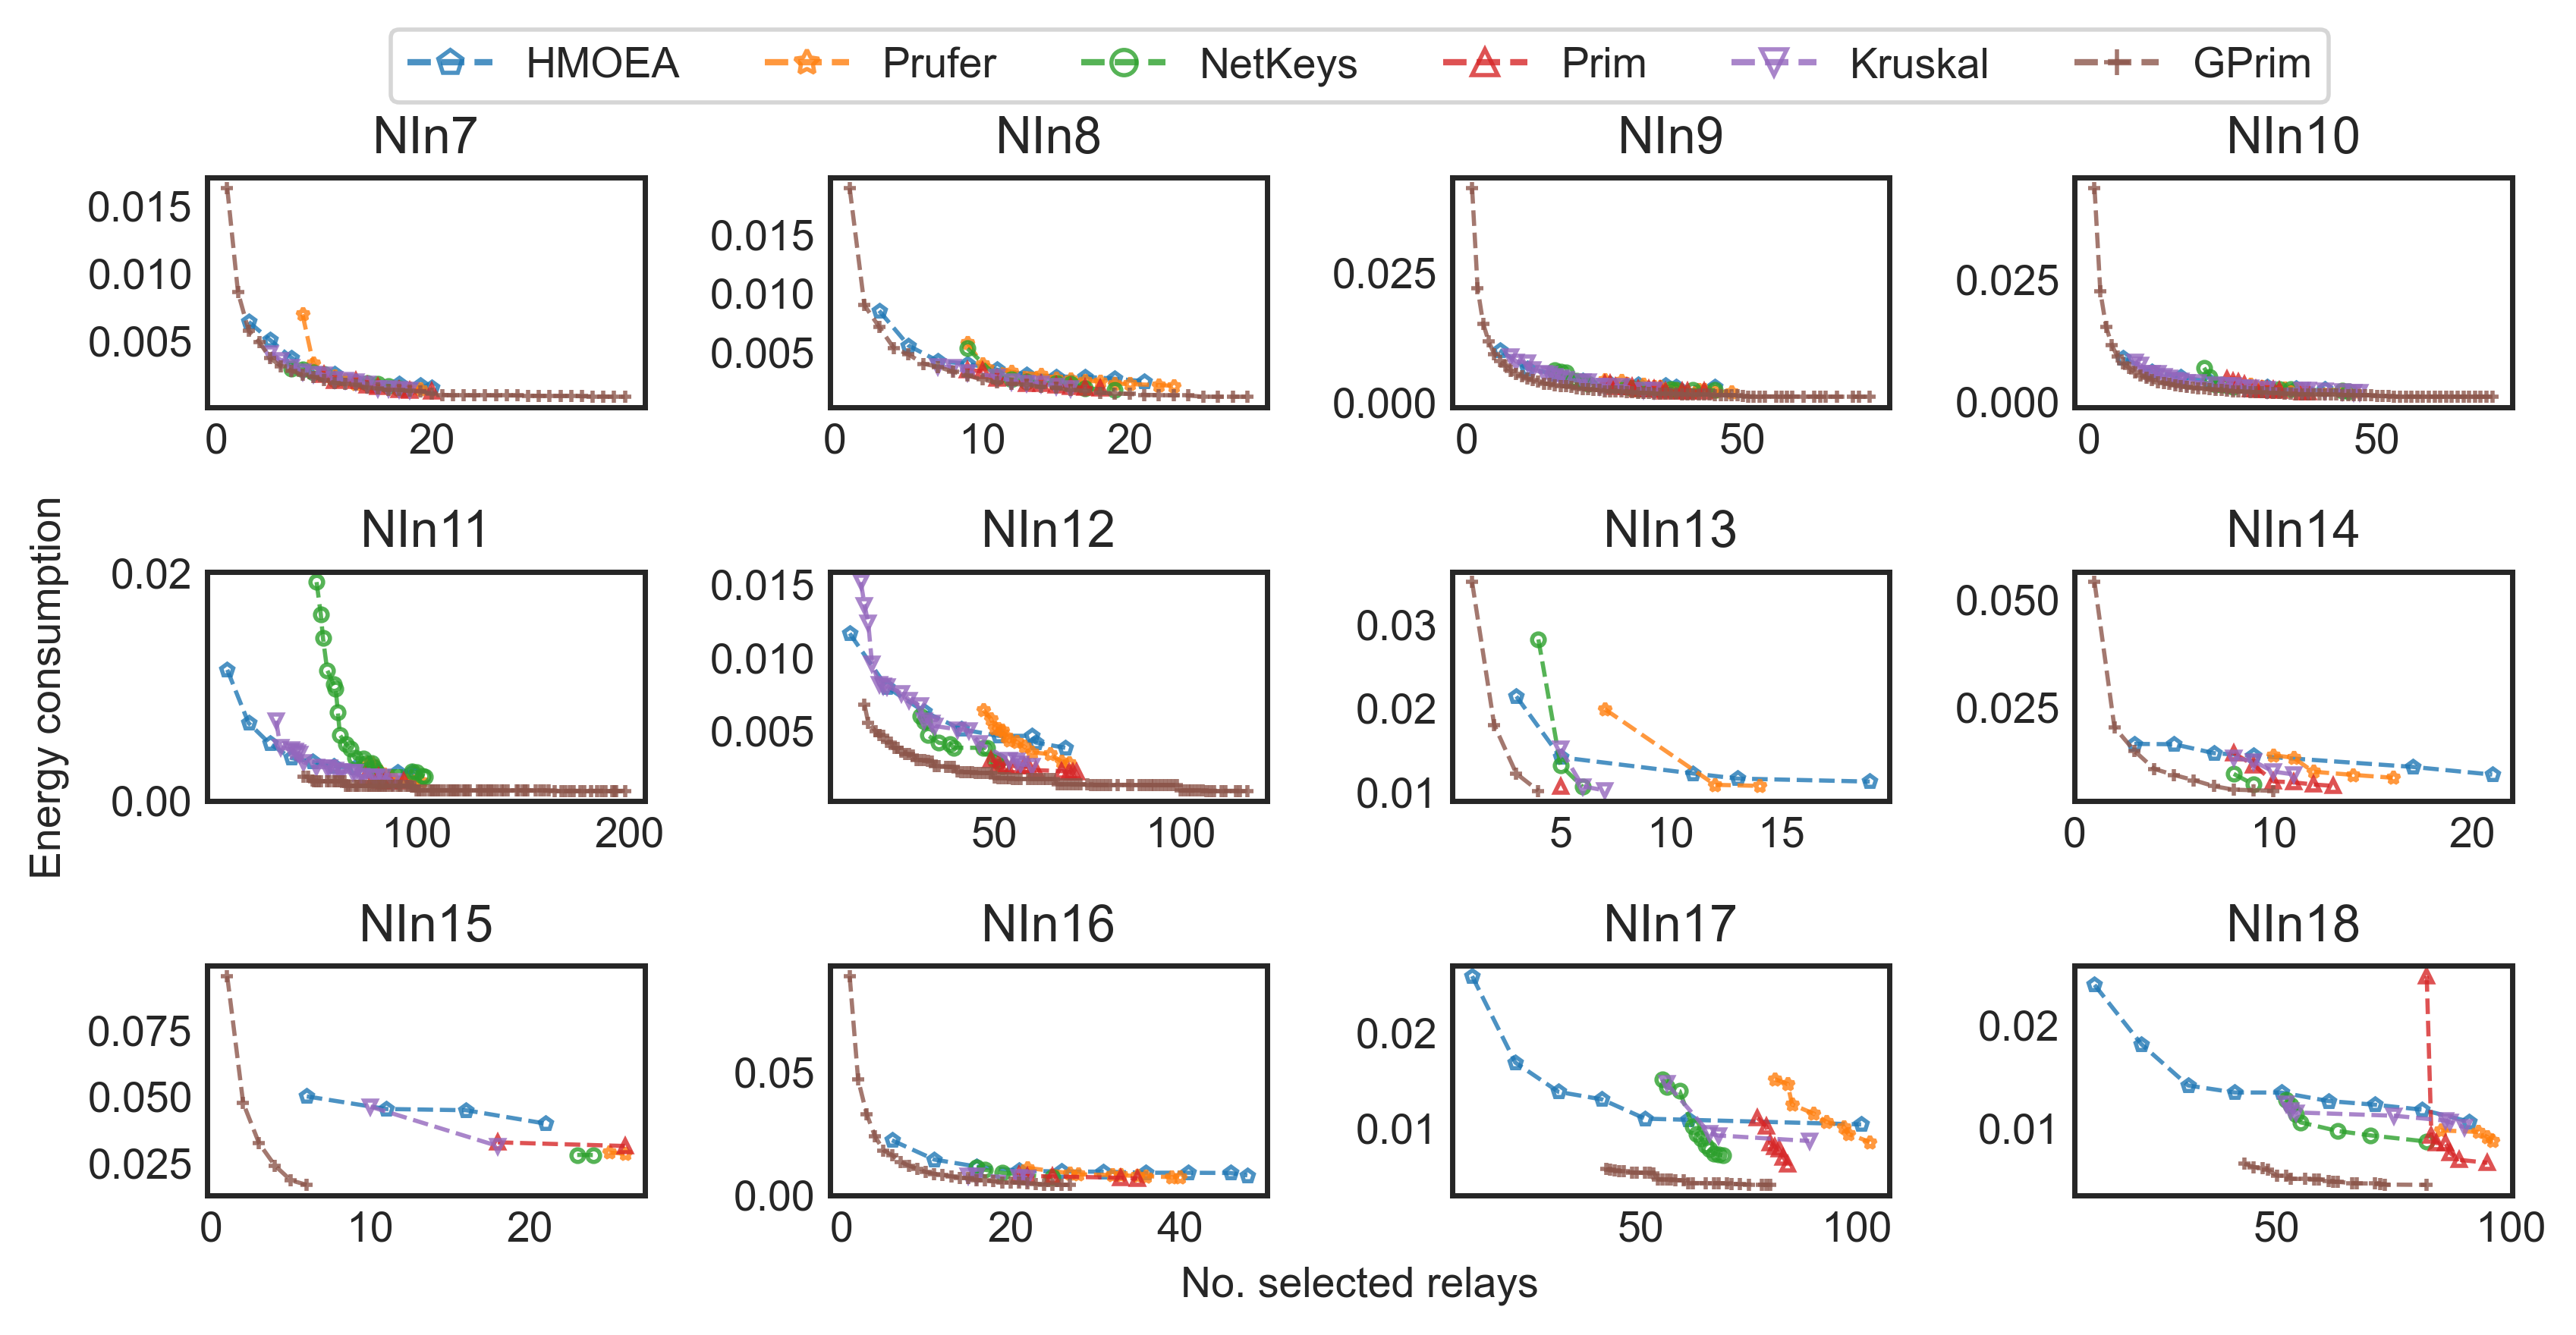 HMOEA Prufer NetKeys Prim Kruskal GPrim
NIn7 NIn8 NIn9 NIn10
0.015 0.010 0.005 0 20
0.015 0.010 0.005 0 10 20
0.025 0.000 0 50
0.025 0.000 0 50
Energy consumption
NIn11 NIn12 NIn13 NIn14
0.02 0.00 100 200
0.015 0.010 0.005 50 100
0.03 0.02 0.01 5 10 15
0.050 0.025 0 10 20
NIn15 NIn16 NIn17 NIn18
0.075 0.050 0.025 0 10 20
0.05 0.00 0 20 40
0.02 0.01 50 100
0.02 0.01 50 100
No. selected relays